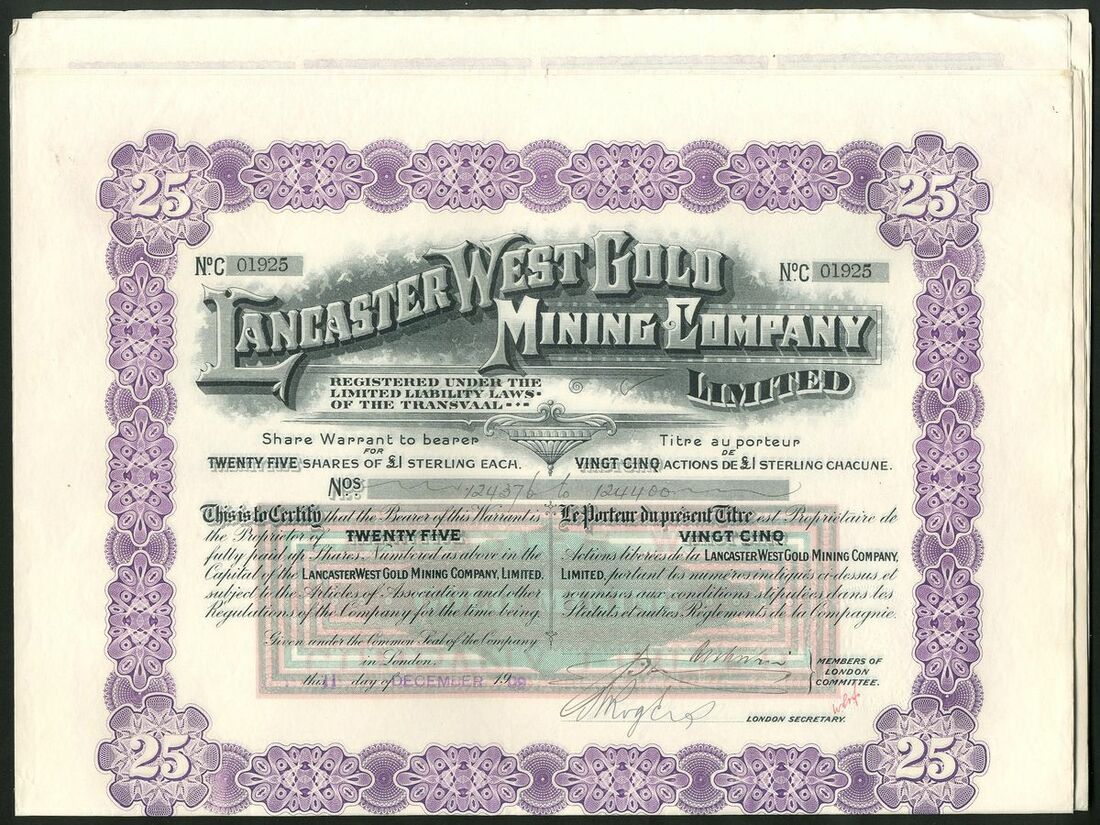 25 25
NºC 01925 NºC 01925
LANCASTER WEST GOLD
MINING COMPANY
LIMITED
REGISTERED UNDER THE
LIMITED LIABILITY LAWS
OF THE TRANSVAAL
Share Warrant to bearer
FOR
TWENTY FIVE SHARES OF £1 STERLING EACH.
Titre au porteur
DE
VINGT CINQ ACTIONS DE £1 STERLING CHACUNE.
NOS 124376 to 124400
This is to Certify that the Bearer of this Warrant is
the Proprietor of TWENTY FIVE
fully paid up Shares, Numbered as above in the
Capital of the LANCASTER WEST GOLD MINING COMPANY, LIMITED.
subject to the Articles of Association and other
Regulations of the Company for the time being.
Given under the Common Seal of the Company
in London.
this 11 day of DECEMBER 1909
Le Porteur du présent Titre est Propriétaire de
VINGT CINQ
Actions libérées de la LANCASTER WEST GOLD MINING COMPANY,
LIMITED, portant les numéros indiqués ci-dessus et
soumises aux conditions stipulées dans les
Statuts et autres Réglements de la Compagnie.
MEMBERS OF
LONDON
COMMITTEE.
Rogers
LONDON SECRETARY.
25 25